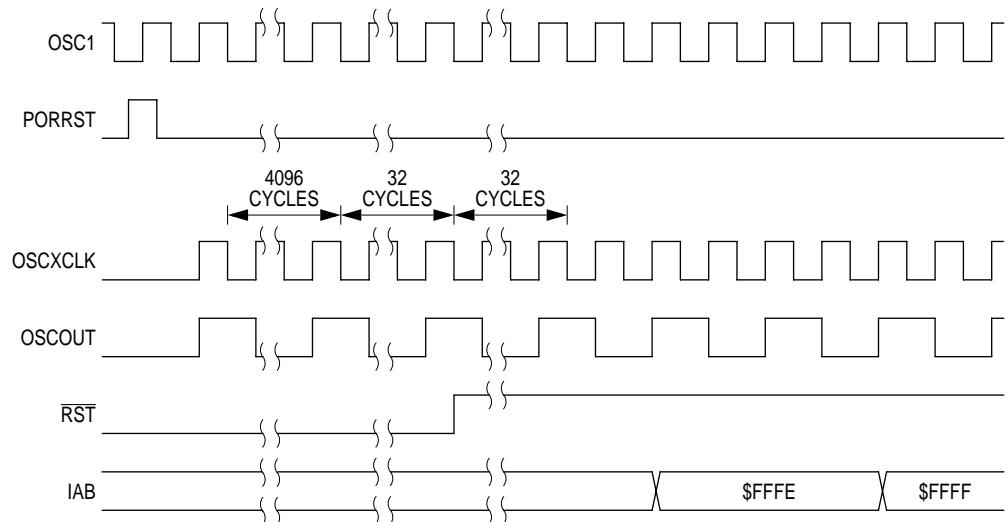 OSC1
PORRST
4096
CYCLES
32
CYCLES
32
CYCLES
OSCXCLK
OSCOUT
RST
IAB
$FFFE
$FFFF